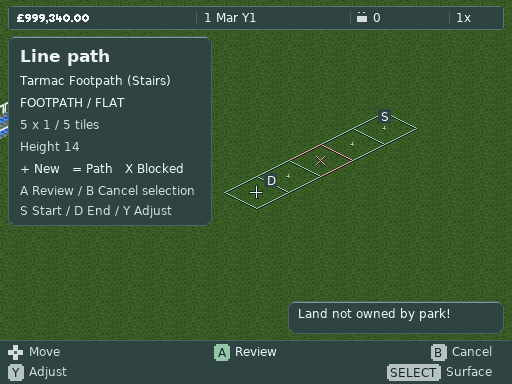 £999,340.00
1 Mar Y1
0
1x
Line path
Tarmac Footpath (Stairs)
FOOTPATH / FLAT
5 x 1 / 5 tiles
Height 14
+ New = Path X Blocked
A Review / B Cancel selection
S Start / D End / Y Adjust
S
D
Land not owned by park!
Move
A Review
B Cancel
Y Adjust
SELECT Surface